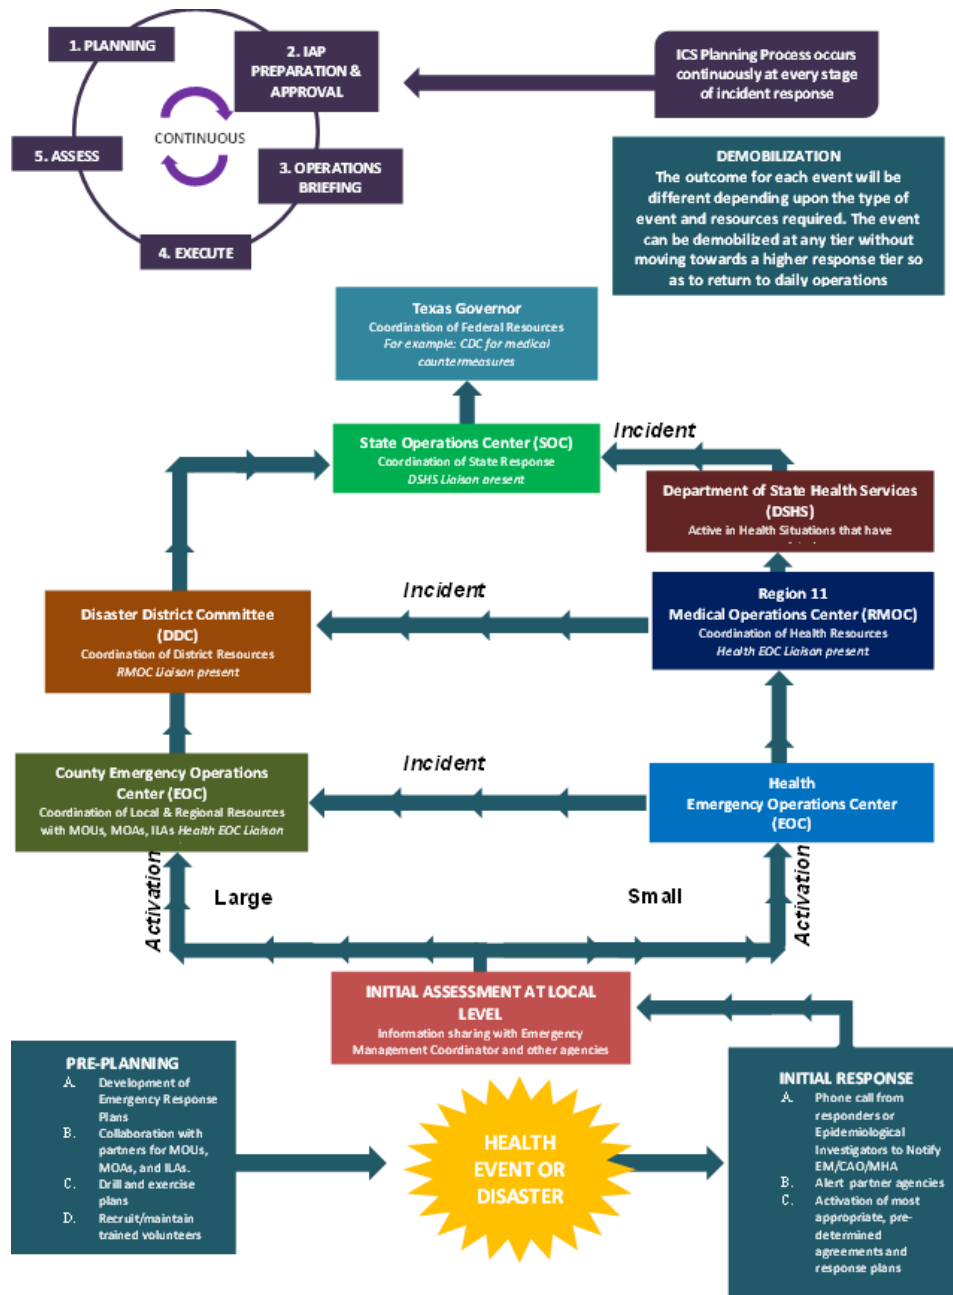 1. PLANNING
2. IAP
PREPARATION &
APPROVAL
CONTINUOUS
5. ASSESS
3. OPERATIONS
BRIEFING
4. EXECUTE
ICS Planning Process occurs
continuously at every stage
of incident response
DEMOBILIZATION
The outcome for each event will be
different depending upon the type of
event and resources required. The event
can be demobilized at any tier without
moving towards a higher response tier so
as to return to daily operations
Texas Governor
Coordination of Federal Resources
For example: CDC for medical
countermeasures
State Operations Center (SOC)
Coordination of State Response
DSHS Liaison present
Incident
Department of State Health Services
(DSHS)
Active in Health Situations that have
Disaster District Committee
(DDC)
Coordination of District Resources
RMOC Liaison present
Incident
Region 11
Medical Operations Center (RMOC)
Coordination of Health Resources
Health EOC Liaison present
County Emergency Operations
Center (EOC)
Coordination of Local & Regional Resources
with MOUs, MOAs, ILAs Health EOC Liaison
Incident
Health
Emergency Operations Center
(EOC)
Activation
Large
Small
Activation
INITIAL ASSESSMENT AT LOCAL
LEVEL
Information sharing with Emergency
Management Coordinator and other agencies
PRE-PLANNING
A. Development of
Emergency Response
Plans
B. Collaboration with
partners for MOUs,
MOAs, and ILAs.
C. Drill and exercise
plans
D. Recruit/maintain
trained volunteers
HEALTH
EVENT OR
DISASTER
INITIAL RESPONSE
A. Phone call from
responders or
Epidemiological
Investigators to Notify
EM/CAO/MHA
B. Alert partner agencies
C. Activation of most
appropriate, pre-
determined
agreements and
response plans